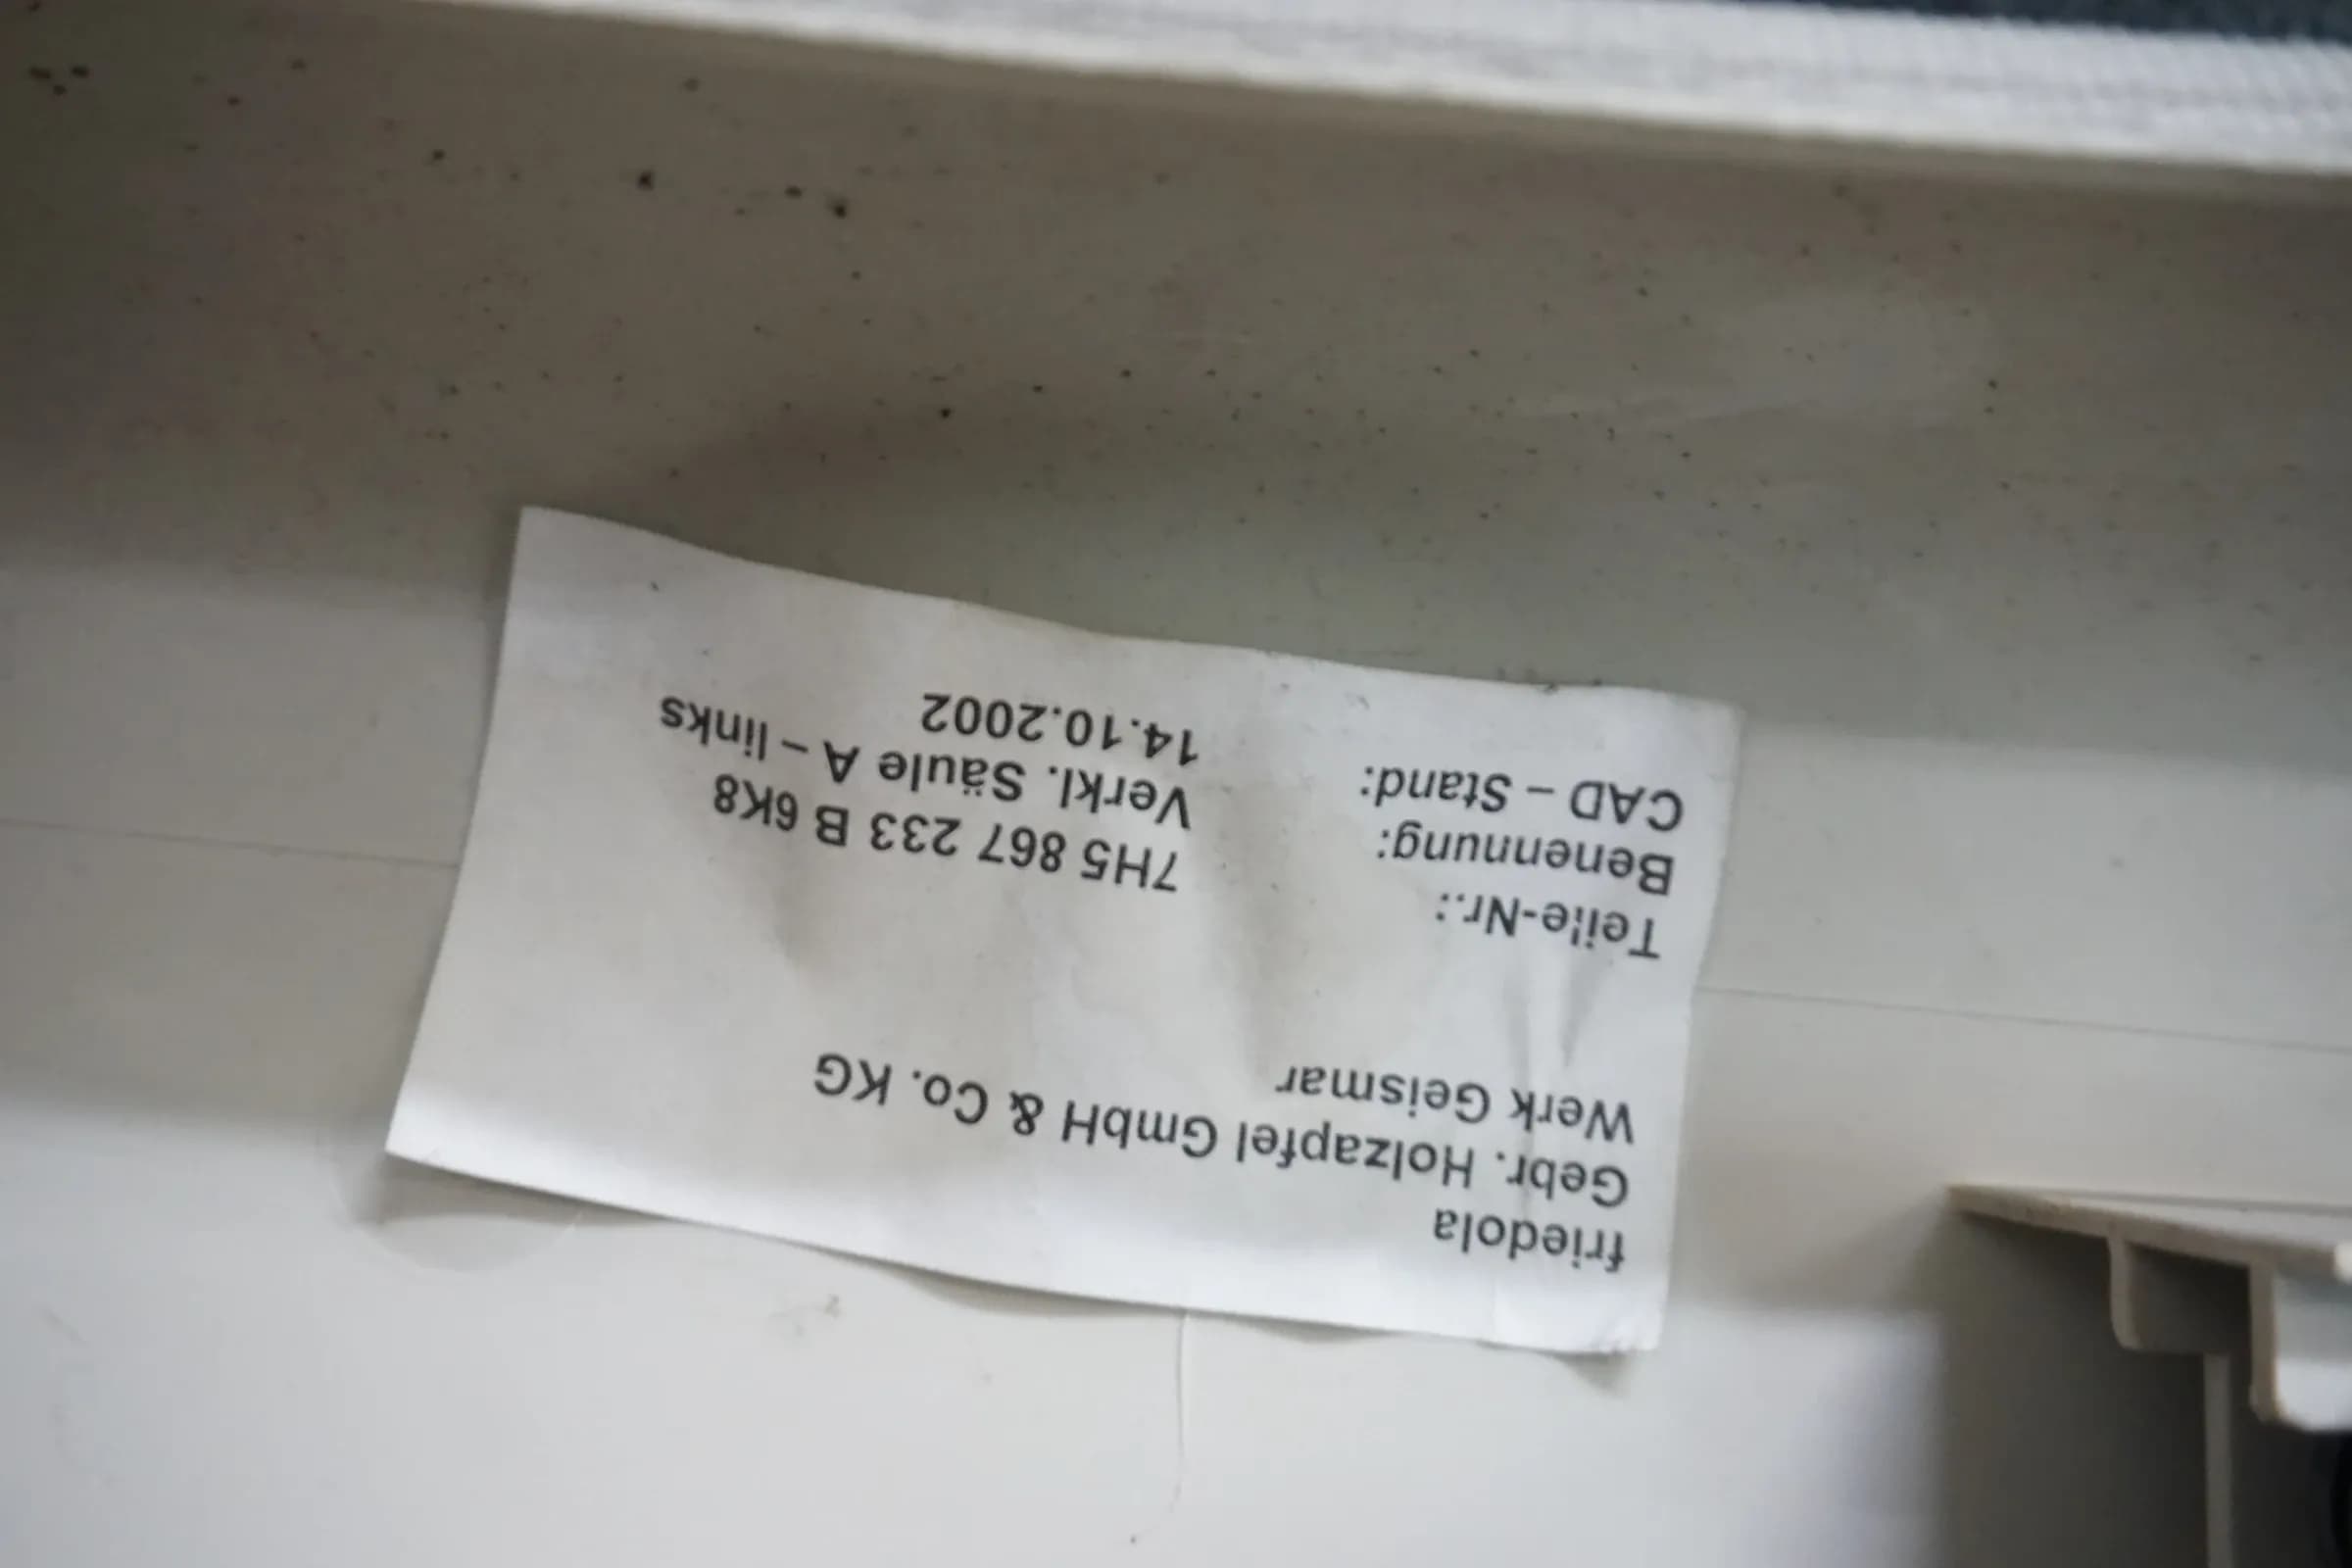 friedola
Gebr. Holzapfel GmbH & Co. KG
Werk Geismar
Teile-Nr.: 7H5 867 233 B 6K8
Benennung: Verkl. Säule A – links
CAD – Stand: 14.10.2002